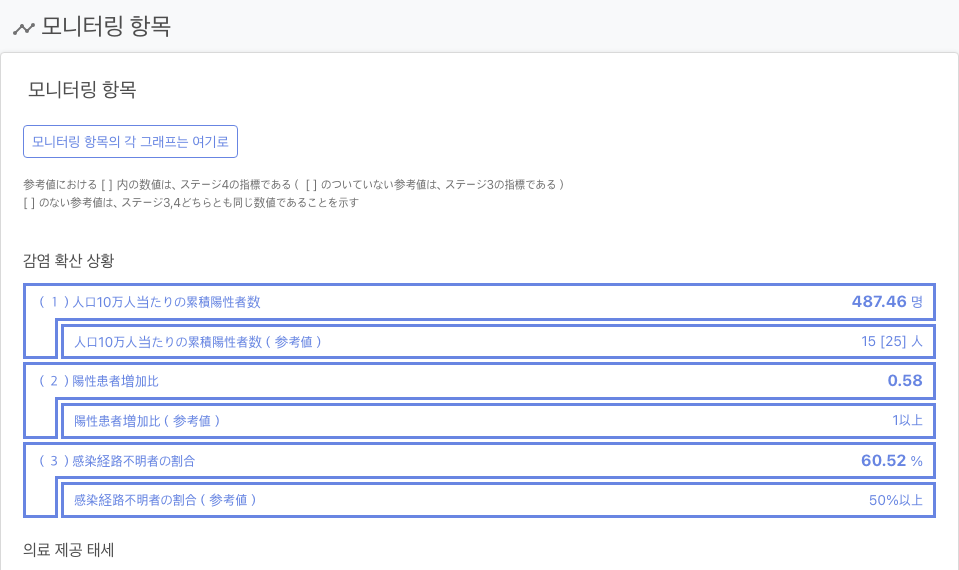 모니터링 항목
모니터링 항목
모니터링 항목의 각 그래프는 여기로
参考値における [ ] 内の数値は、ステージ4の指標である ( [ ] のついていない参考値は、ステージ3の指標である )
[ ] のない参考値は、ステージ3,4どちらとも同じ数値であることを示す
감염 확산 상황
( 1 ) 人口10万人当たりの累積陽性者数 487.46 명
人口10万人当たりの累積陽性者数 ( 参考値 ) 15 [25] 人
( 2 ) 陽性患者増加比 0.58
陽性患者増加比 ( 参考値 ) 1以上
( 3 ) 感染経路不明者の割合 60.52 %
感染経路不明者の割合 ( 参考値 ) 50%以上
의료 제공 태세